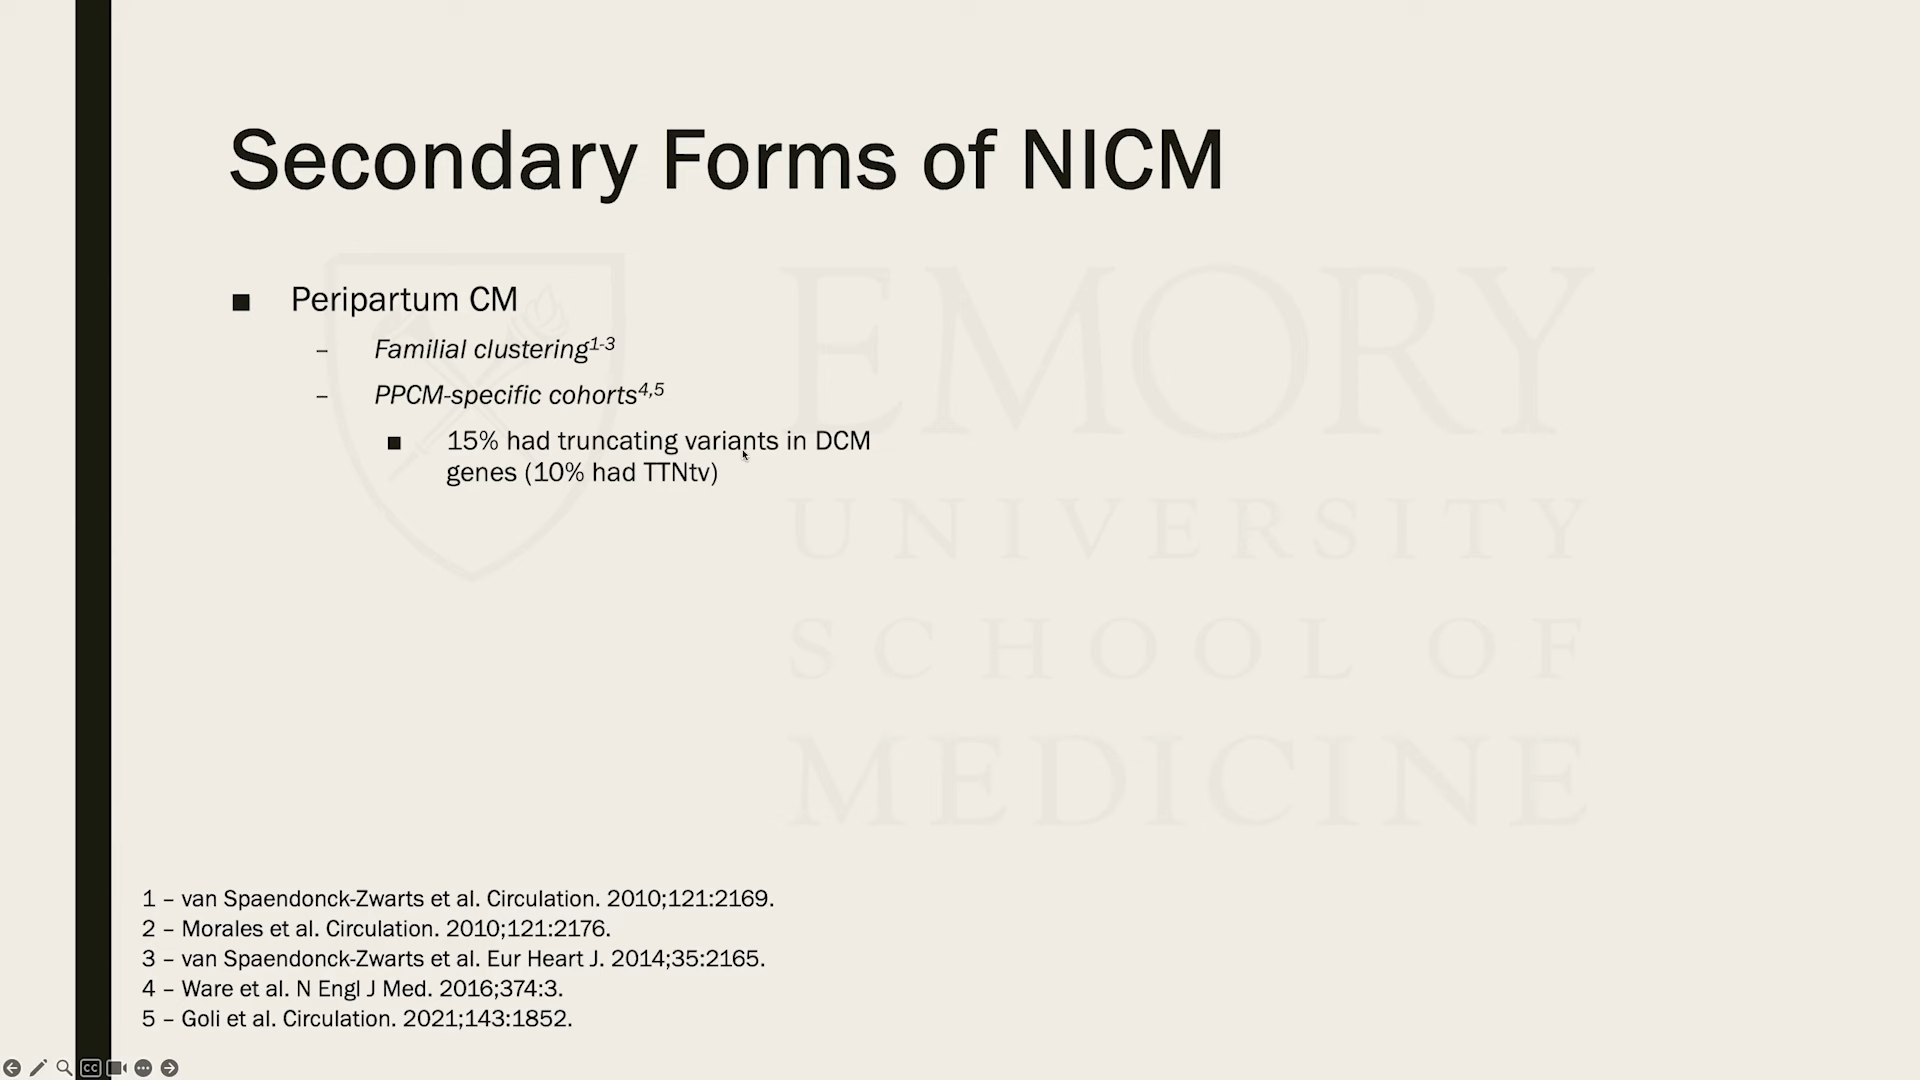 Secondary Forms of NICM
■ Peripartum CM
– Familial clustering1-3
– PPCM-specific cohorts4,5
■ 15% had truncating variants in DCM
genes (10% had TTNtv)
EMORY
UNIVERSITY
SCHOOL OF
MEDICINE
1 – van Spaendonck-Zwarts et al. Circulation. 2010;121:2169.
2 – Morales et al. Circulation. 2010;121:2176.
3 – van Spaendonck-Zwarts et al. Eur Heart J. 2014;35:2165.
4 – Ware et al. N Engl J Med. 2016;374:3.
5 – Goli et al. Circulation. 2021;143:1852.
CC